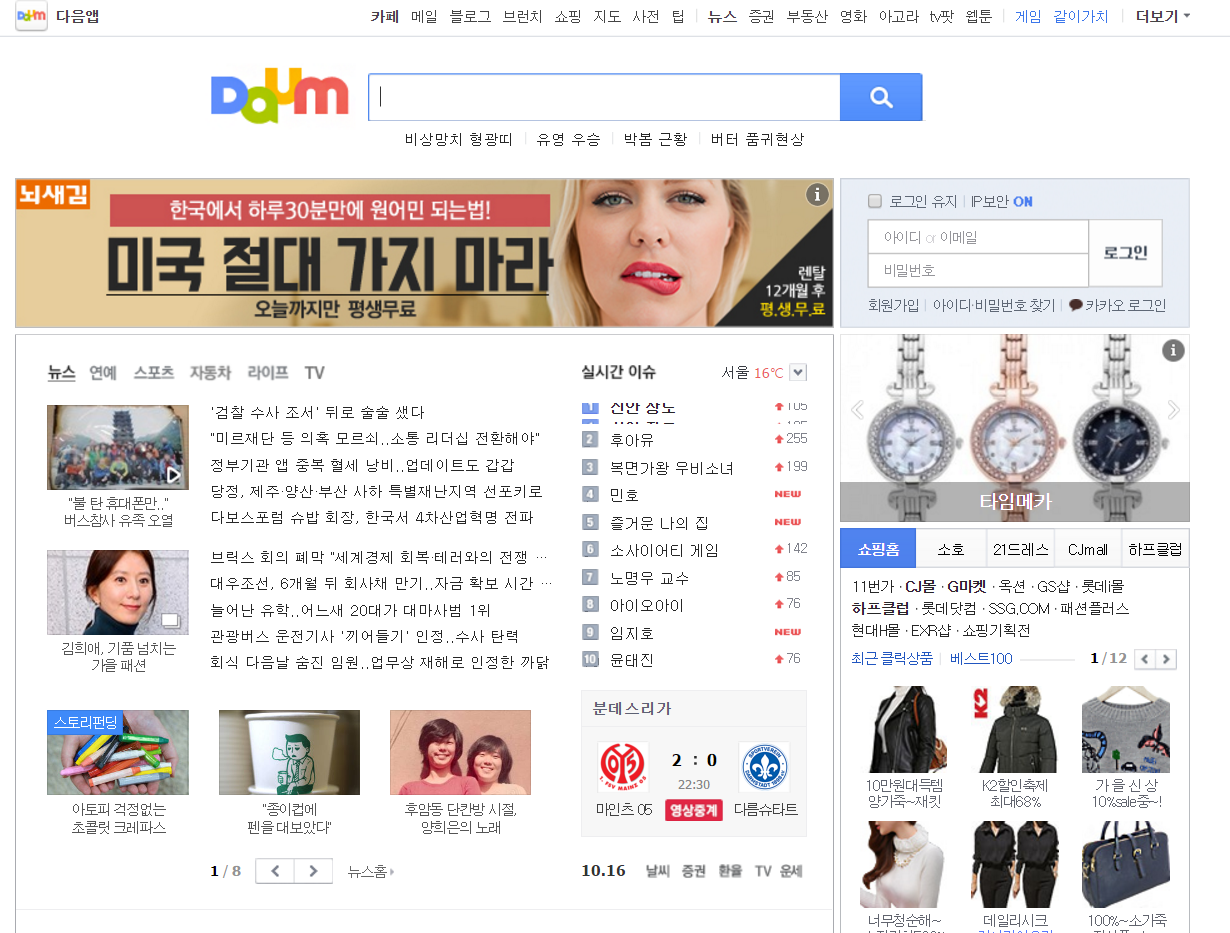 Daum 다음앱
카페 메일 블로그 브런치 쇼핑 지도 사전 팁 뉴스 증권 부동산 영화 아고라 tv팟 웹툰 게임 같이가치 더보기
Daum
비상망치 형광띠 유영 우승 박봄 근황 버터 품귀현상
뇌새김
한국에서 하루30분만에 원어민 되는법!
미국 절대 가지 마라
오늘까지만 평생무료
렌탈
12개월 후
평.생.무.료
로그인 유지 IP보안 ON
아이디 or 이메일
비밀번호
로그인
회원가입 아이디·비밀번호 찾기 카카오 로그인
뉴스 연예 스포츠 자동차 라이프 TV
"불 탄 휴대폰만.."
버스참사 유족 오열
김희애, 기품 넘치는
가을 패션
'검찰 수사 조서' 뒤로 술술 샜다
"미르재단 등 의혹 모르쇠..소통 리더십 전환해야"
정부기관 앱 중복 혈세 낭비..업데이트도 갑갑
당정, 제주·양산·부산 사하 특별재난지역 선포키로
다보스포럼 슈밥 회장, 한국서 4차산업혁명 전파
브릭스 회의 폐막 "세계경제 회복·테러와의 전쟁 …
대우조선, 6개월 뒤 회사채 만기..자금 확보 시간 …
늘어난 유학..어느새 20대가 대마사범 1위
관광버스 운전기사 '끼어들기' 인정..수사 탄력
회식 다음날 숨진 임원..업무상 재해로 인정한 까닭
스토리펀딩
아토피 걱정없는
초콜릿 크레파스
"종이컵에
펜을 대보았다"
후암동 단칸방 시절,
양희은의 노래
1 / 8 뉴스홈
실시간 이슈 서울 16℃
2 후아유 255
3 복면가왕 우비소녀 199
4 민호 NEW
5 즐거운 나의 집 NEW
6 소사이어티 게임 142
7 노명우 교수 85
8 아이오아이 76
9 임지호 NEW
10 윤태진 76
분데스리가
2 : 0
22:30
마인츠 05 영상중계 다름슈타트
10.16 날씨 증권 환율 TV 운세
타임메카
쇼핑홈 소호 21드레스 CJmall 하프클럽
11번가 · CJ몰 · G마켓 · 옥션 · GS샵 · 롯데몰
하프클럽 · 롯데닷컴 · SSG.COM · 패션플러스
현대H몰 · EXR샵 · 쇼핑기획전
최근 클릭상품 베스트100 1 / 12
K2
10만원대득템
양가죽~재킷
K2할인축제
최대68%
가 을 신 상
10%sale중~!
너무청순해~
데일리시크
100%~소가죽